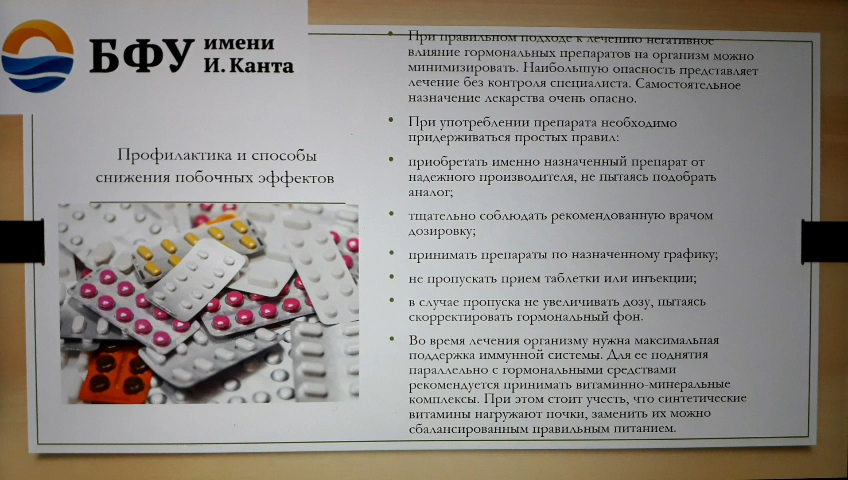 БФУ имени
И. Канта
Профилактика и способы
снижения побочных эффектов
• При правильном подходе к лечению негативное
влияние гормональных препаратов на организм можно
минимизировать. Наибольшую опасность представляет
лечение без контроля специалиста. Самостоятельное
назначение лекарства очень опасно.
• При употреблении препарата необходимо
придерживаться простых правил:
• приобретать именно назначенный препарат от
надежного производителя, не пытаясь подобрать
аналог;
• тщательно соблюдать рекомендованную врачом
дозировку;
• принимать препараты по назначенному графику;
• не пропускать прием таблетки или инъекции;
• в случае пропуска не увеличивать дозу, пытаясь
скорректировать гормональный фон.
• Во время лечения организму нужна максимальная
поддержка иммунной системы. Для ее поднятия
параллельно с гормональными средствами
рекомендуется принимать витаминно-минеральные
комплексы. При этом стоит учесть, что синтетические
витамины нагружают почки, заменить их можно
сбалансированным правильным питанием.